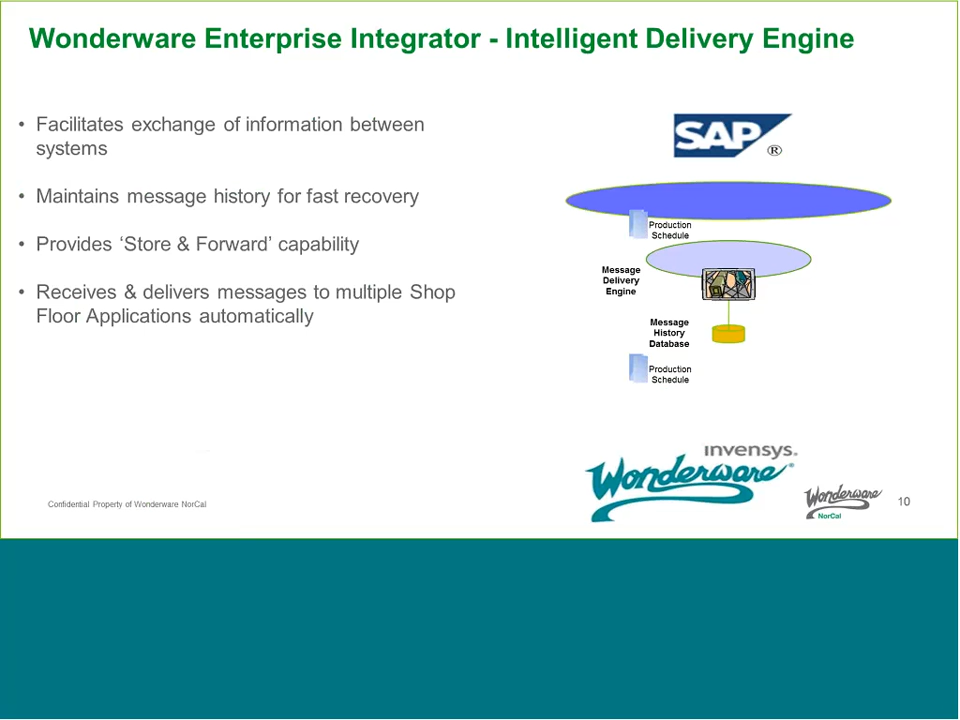 Wonderware Enterprise Integrator - Intelligent Delivery Engine
• Facilitates exchange of information between
systems
• Maintains message history for fast recovery
• Provides ‘Store & Forward’ capability
• Receives & delivers messages to multiple Shop
Floor Applications automatically
SAP ®
Production
Schedule
Message
Delivery
Engine
Message
History
Database
Production
Schedule
invensys.
Wonderware®
Confidential Property of Wonderware NorCal
Wonderware
NorCal
10